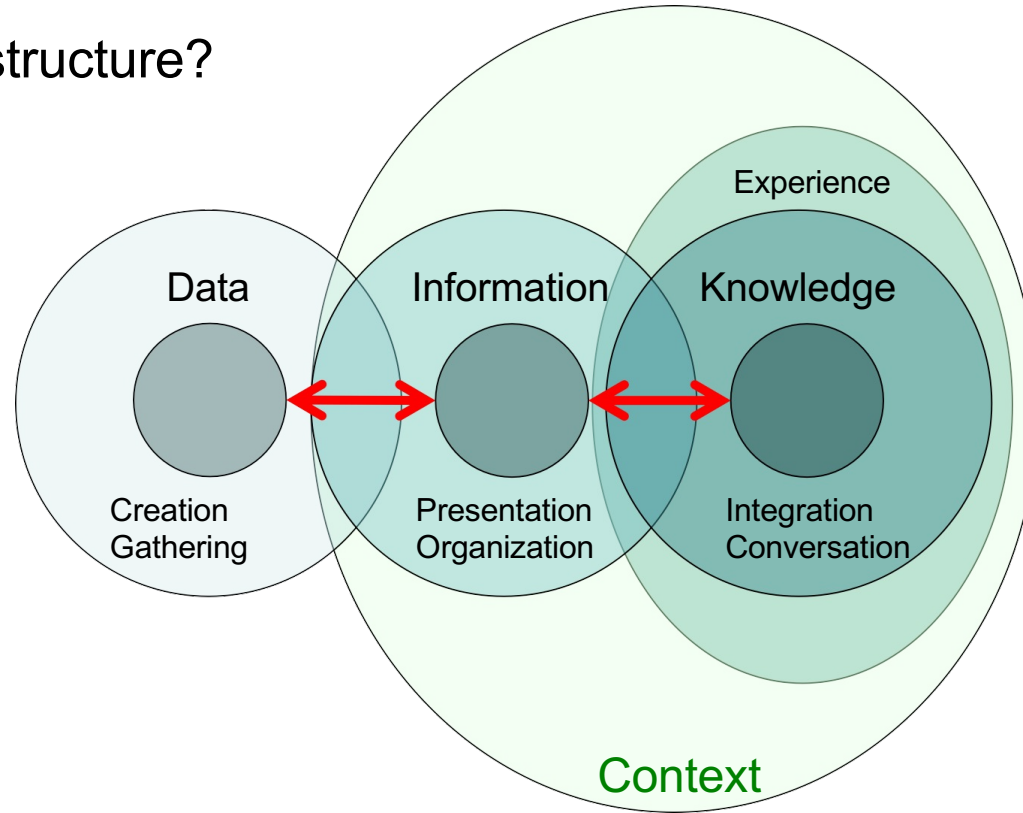 structure?
Experience
Data
Information
Knowledge
Creation
Gathering
Presentation
Organization
Integration
Conversation
Context